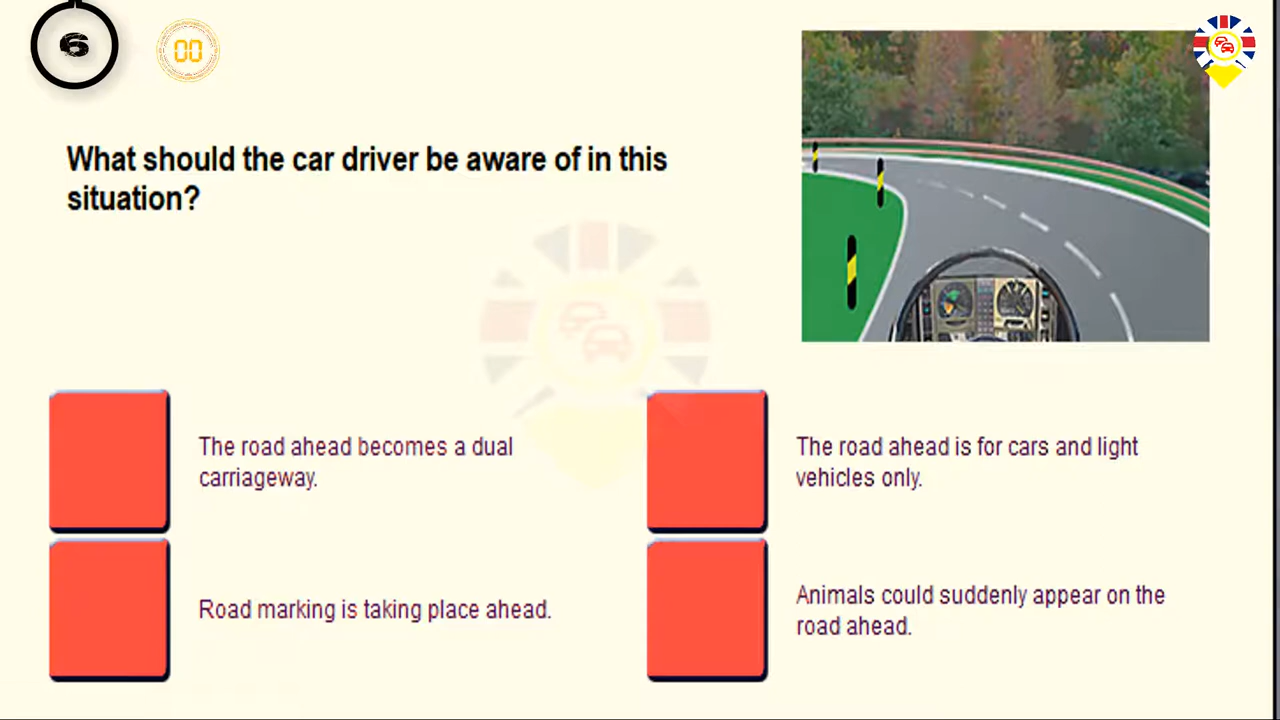 6
00
What should the car driver be aware of in this
situation?
The road ahead becomes a dual
carriageway.
The road ahead is for cars and light
vehicles only.
Road marking is taking place ahead.
Animals could suddenly appear on the
road ahead.